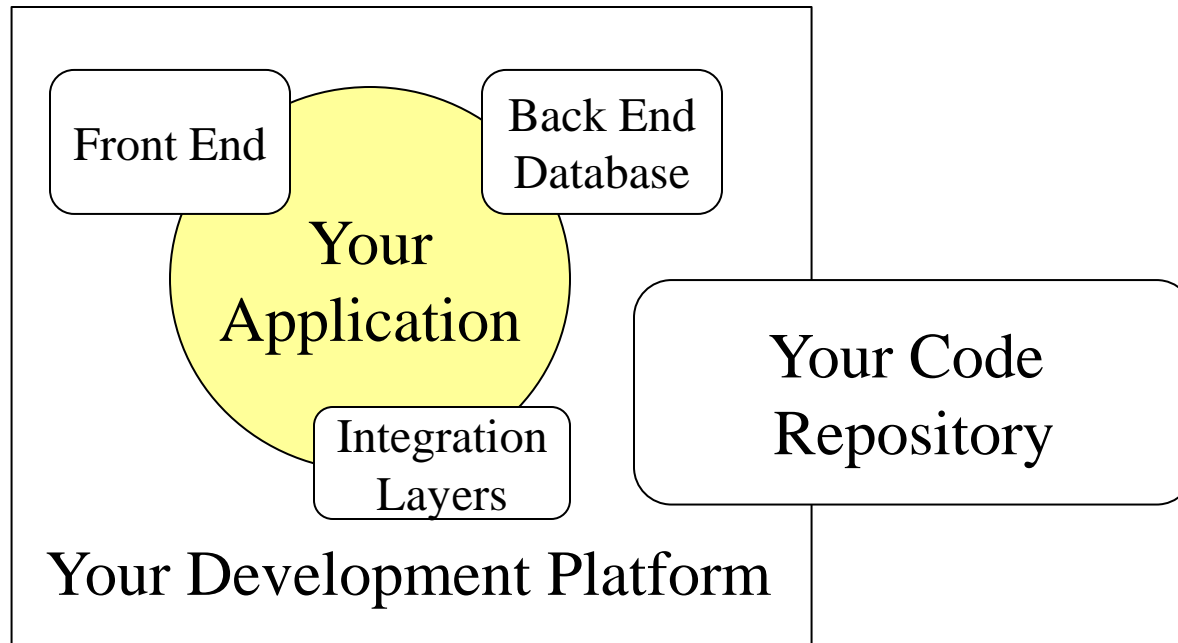 Front End
Back End
Database
Your
Application
Your Code
Repository
Integration
Layers
Your Development Platform